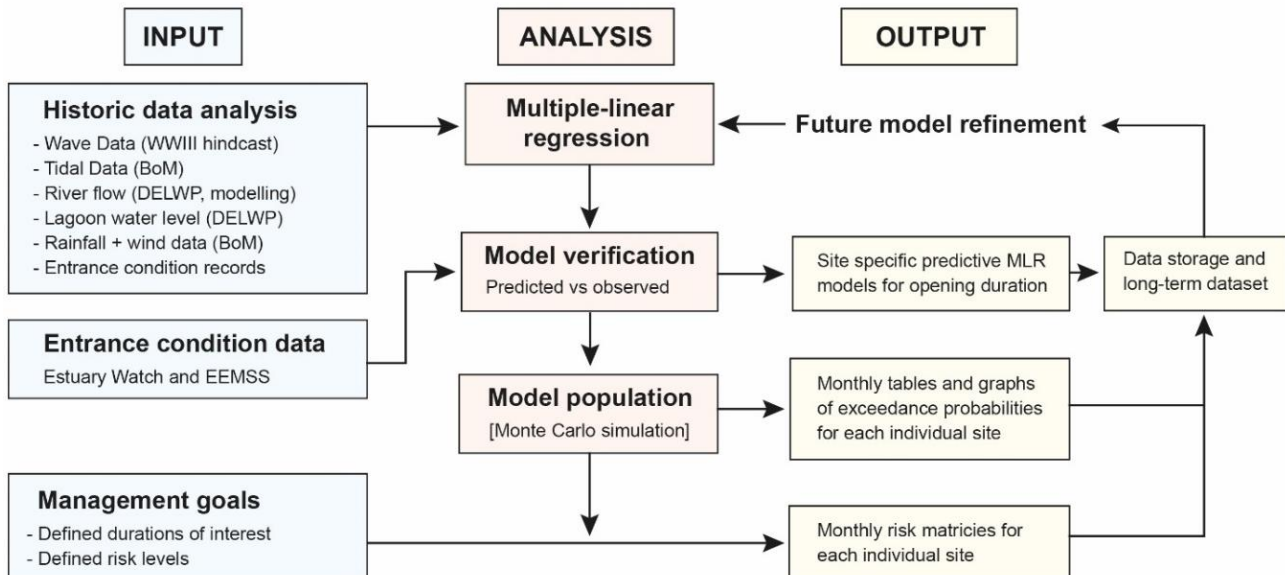 INPUT
ANALYSIS
OUTPUT
Historic data analysis
- Wave Data (WWIII hindcast)
- Tidal Data (BoM)
- River flow (DELWP, modelling)
- Lagoon water level (DELWP)
- Rainfall + wind data (BoM)
- Entrance condition records
Multiple-linear
regression
Future model refinement
Model verification
Predicted vs observed
Site specific predictive MLR
models for opening duration
Data storage and
long-term dataset
Entrance condition data
Estuary Watch and EEMSS
Model population
[Monte Carlo simulation]
Monthly tables and graphs
of exceedance probabilities
for each individual site
Management goals
- Defined durations of interest
- Defined risk levels
Monthly risk matricies for
each individual site